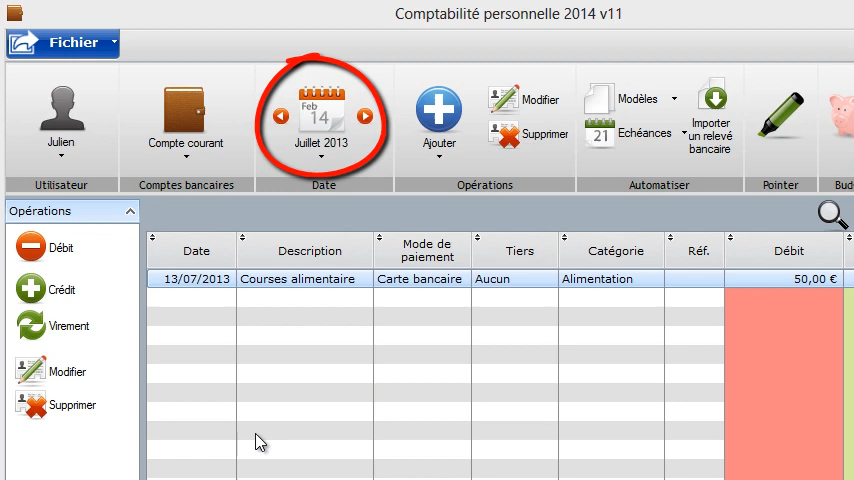 Comptabilité personnelle 2014 v11
Fichier
Julien
Utilisateur
Compte courant
Comptes bancaires
Feb
14
Juillet 2013
Date
Ajouter
Modifier
Supprimer
Opérations
Modèles
21
Echéances
Importer
un relevé
bancaire
Automatiser
Pointer
Opérations
Débit
Crédit
Virement
Modifier
Supprimer
Date Description Mode de paiement Tiers Catégorie Réf. Débit
13/07/2013 Courses alimentaire Carte bancaire Aucun Alimentation 50,00 €